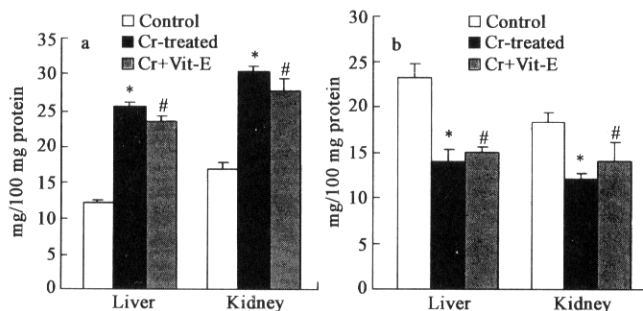 a
Control
Cr-treated
Cr+Vit-E
mg/100 mg protein
35
30
25
20
15
10
5
0
* # * #
Liver Kidney
b
Control
Cr-treated
Cr+Vit-E
mg/100 mg protein
30
25
20
15
10
5
0
* # * #
Liver Kidney